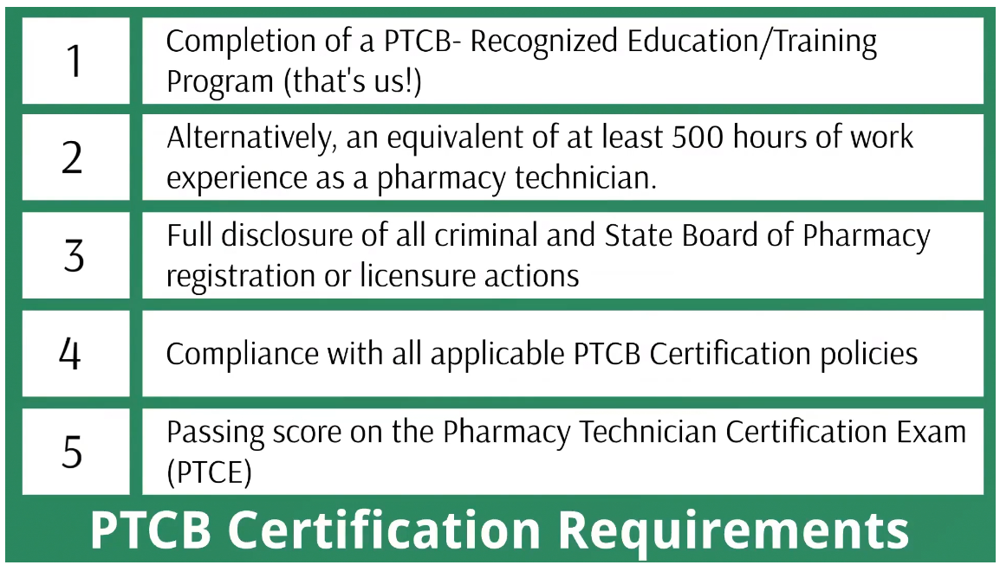 1
Completion of a PTCB- Recognized Education/Training
Program (that's us!)
2
Alternatively, an equivalent of at least 500 hours of work
experience as a pharmacy technician.
3
Full disclosure of all criminal and State Board of Pharmacy
registration or licensure actions
4
Compliance with all applicable PTCB Certification policies
5
Passing score on the Pharmacy Technician Certification Exam
(PTCE)
PTCB Certification Requirements